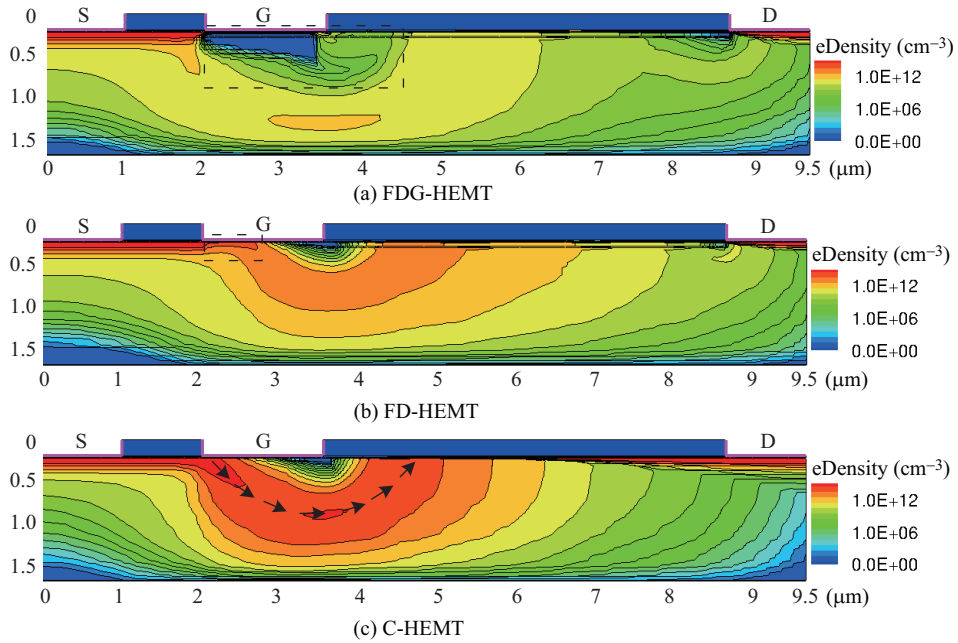 S G D
0
0.5
1.0
1.5
eDensity (cm⁻³)
1.0E+12
1.0E+06
0.0E+00
0 1 2 3 4 5 6 7 8 9 9.5 (μm)
(a) FDG-HEMT
S G D
0
0.5
1.0
1.5
eDensity (cm⁻³)
1.0E+12
1.0E+06
0.0E+00
0 1 2 3 4 5 6 7 8 9 9.5 (μm)
(b) FD-HEMT
S G D
0
0.5
1.0
1.5
eDensity (cm⁻³)
1.0E+12
1.0E+06
0.0E+00
0 1 2 3 4 5 6 7 8 9 9.5 (μm)
(c) C-HEMT